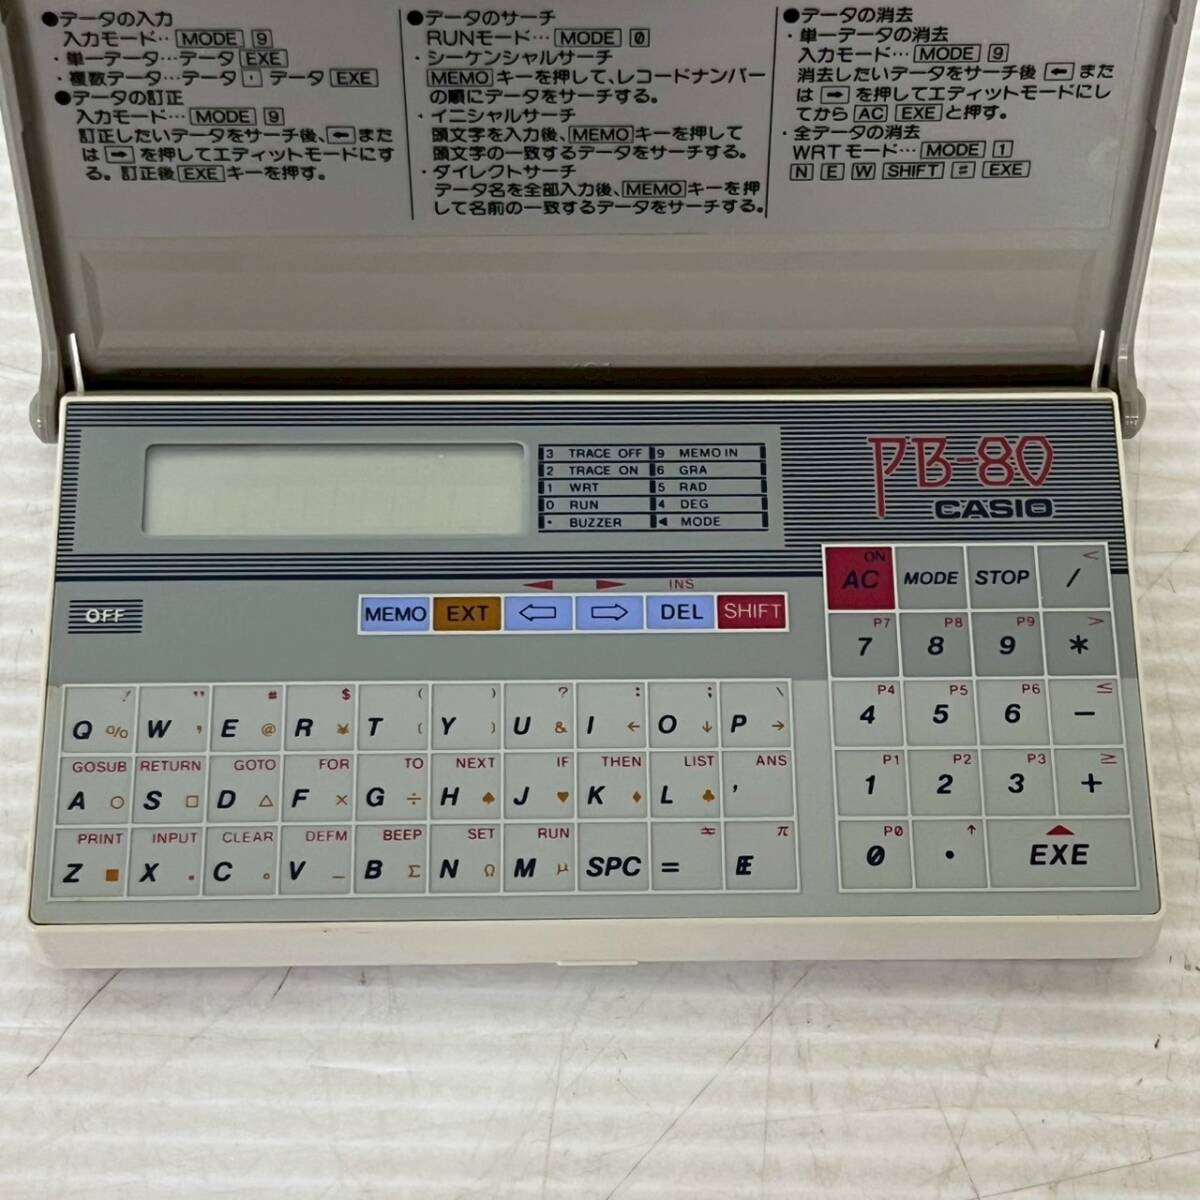 ●データの入力
入力モード… MODE 9
・単一データ…データ EXE
・複数データ…データ , データ EXE
●データの訂正
入力モード… MODE 9
訂正したいデータをサーチ後、←また
は → を押してエディットモードにす
る。訂正後 EXE キーを押す。
●データのサーチ
RUNモード… MODE 0
・シーケンシャルサーチ
MEMO キーを押して、レコードナンバー
の順にデータをサーチする。
・イニシャルサーチ
頭文字を入力後、MEMO キーを押して
頭文字の一致するデータをサーチする。
・ダイレクトサーチ
データ名を全部入力後、MEMO キーを押
して名前の一致するデータをサーチする。
●データの消去
・単一データの消去
入力モード… MODE 9
消去したいデータをサーチ後 ← また
は → を押してエディットモードにし
てから AC EXE と押す。
・全データの消去
WRTモード… MODE 1
N E W SHIFT # EXE
3 TRACE OFF 9 MEMO IN
2 TRACE ON 6 GRA
1 WRT 5 RAD
0 RUN 4 DEG
• BUZZER ◀ MODE
PB-80
CASIO
OFF
◀ ▶ INS
MEMO EXT ⇦ ⇨ DEL SHIFT
ON <
AC MODE STOP /
P7 P8 P9 >
7 8 9 *
P4 P5 P6 ≤
4 5 6 −
P1 P2 P3 ≥
1 2 3 +
P0 ↑ ▲
0 • EXE
! " # $ ( ) ? : ; \
Q % W ' E @ R ¥ T ( Y ) U & I ← O ↓ P →
GOSUB RETURN GOTO FOR TO NEXT IF THEN LIST ANS
A ○ S □ D △ F × G ÷ H ♠ J ♥ K ♦ L ♣ ,
PRINT INPUT CLEAR DEFM BEEP SET RUN ≠ π
Z ■ X • C ° V _ B Σ N Ω M μ SPC = E